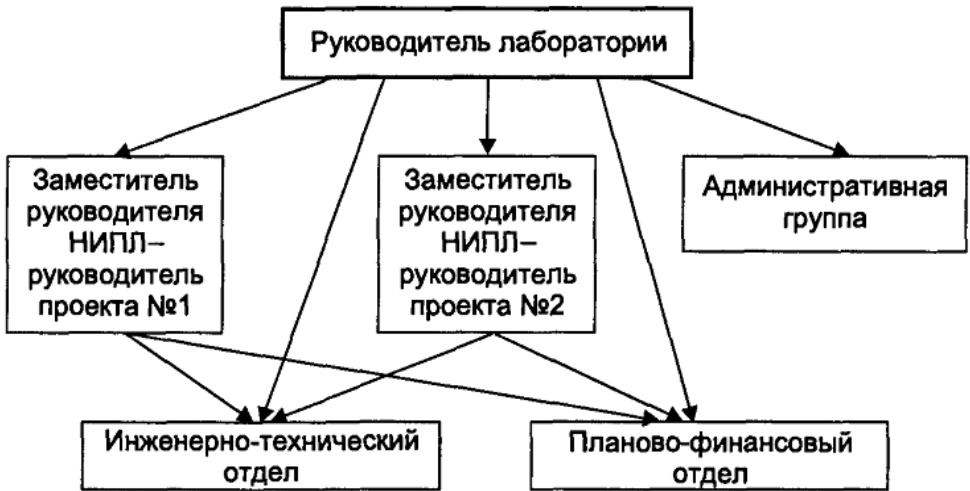 Руководитель лаборатории
Заместитель
руководителя
НИПЛ–
руководитель
проекта №1
Заместитель
руководителя
НИПЛ–
руководитель
проекта №2
Административная
группа
Инженерно-технический
отдел
Планово-финансовый
отдел